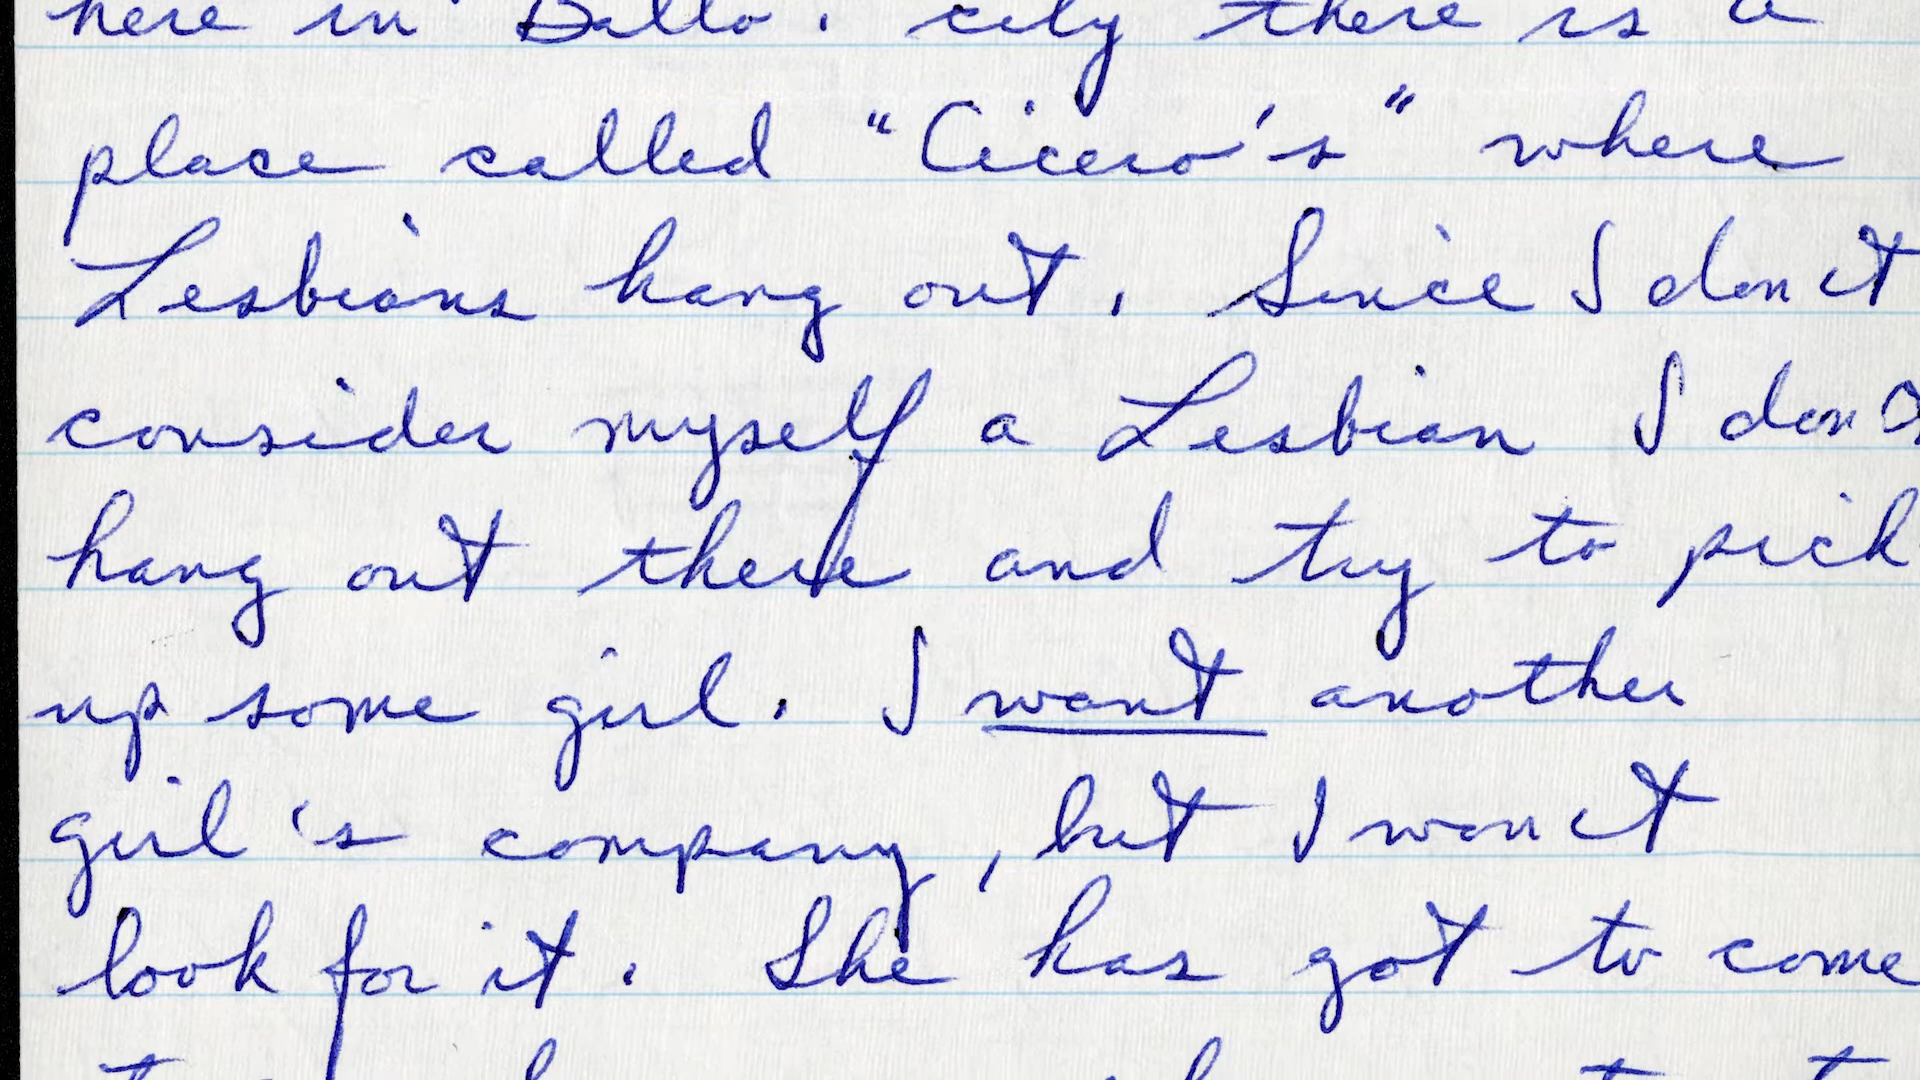 here in Balto. city there is a
place called "Cicero's" where
Lesbians hang out. Since I don't
consider myself a Lesbian I don't
hang out there and try to pick
up some girl. I want another
girl's company, but I won't
look for it. She has got to come